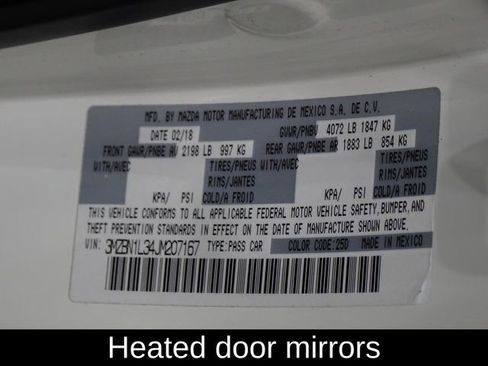 MFD. BY MAZDA MOTOR MANUFACTURING DE MEXICO S.A. DE C.V.
DATE 02/18 GVWR/PNBV 4072 LB 1847 KG
FRONT GAWR/PNBE AV 2198 LB 997 KG REAR GAWR/PNBE AR 1883 LB 854 KG
WITH/AVEC TIRES/PNEUS WITH/AVEC TIRES/PNEUS
RIMS/JANTES RIMS/JANTES
KPA/ PSI COLD/A FROID KPA/ PSI COLD/A FROID
THIS VEHICLE CONFORMS TO ALL APPLICABLE FEDERAL MOTOR VEHICLE SAFETY, BUMPER, AND
THEFT PREVENTION STANDARDS IN EFFECT ON THE DATE OF MANUFACTURE SHOWN ABOVE.
VIN: 3MZBN1L34JM207167 TYPE: PASS CAR COLOR CODE: 25D MADE IN MEXICO
Heated door mirrors